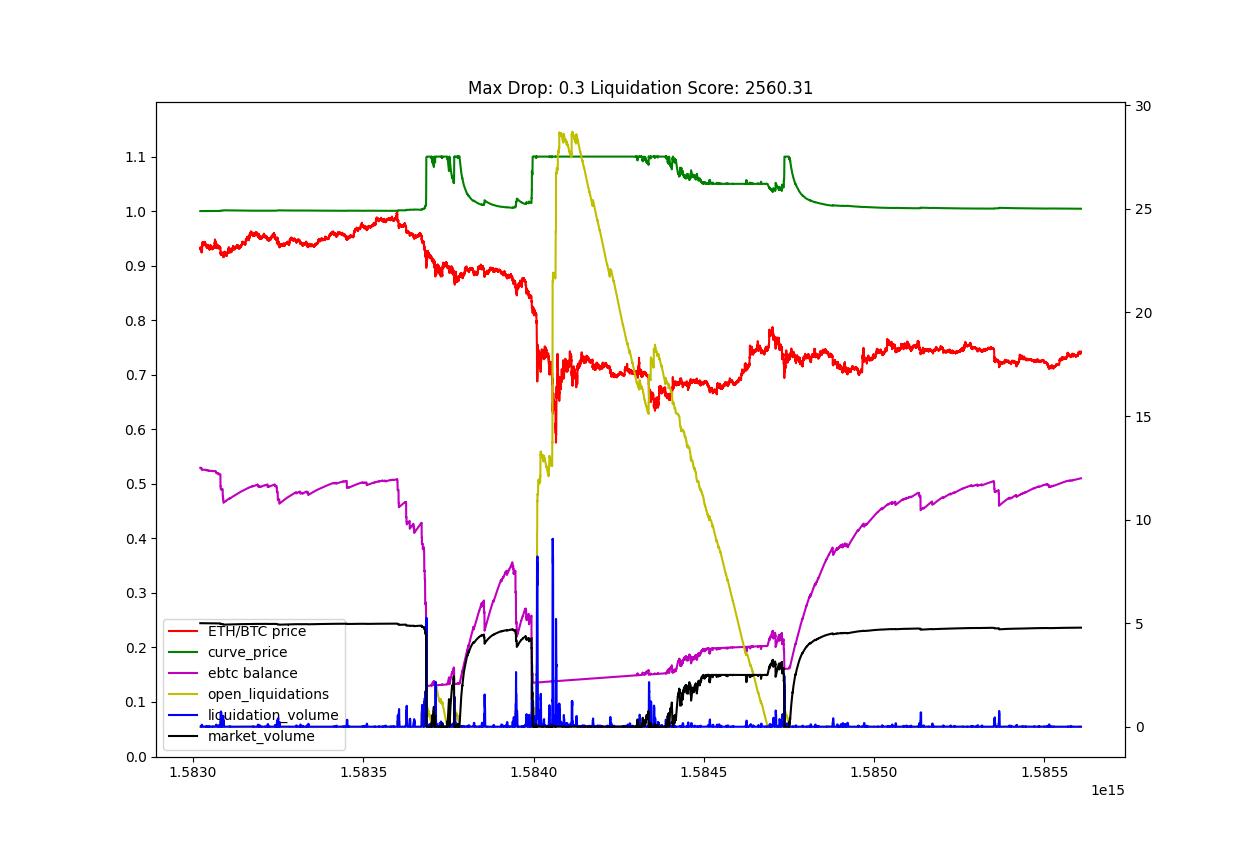 Max Drop: 0.3 Liquidation Score: 2560.31
30
1.1
1.0
25
0.9
0.8
20
0.7
0.6
15
0.5
10
0.4
0.3
5
0.2
0.1
0
0.0
ETH/BTC price
curve_price
ebtc balance
open_liquidations
liquidation_volume
market_volume
1.5830 1.5835 1.5840 1.5845 1.5850 1.5855
1e15